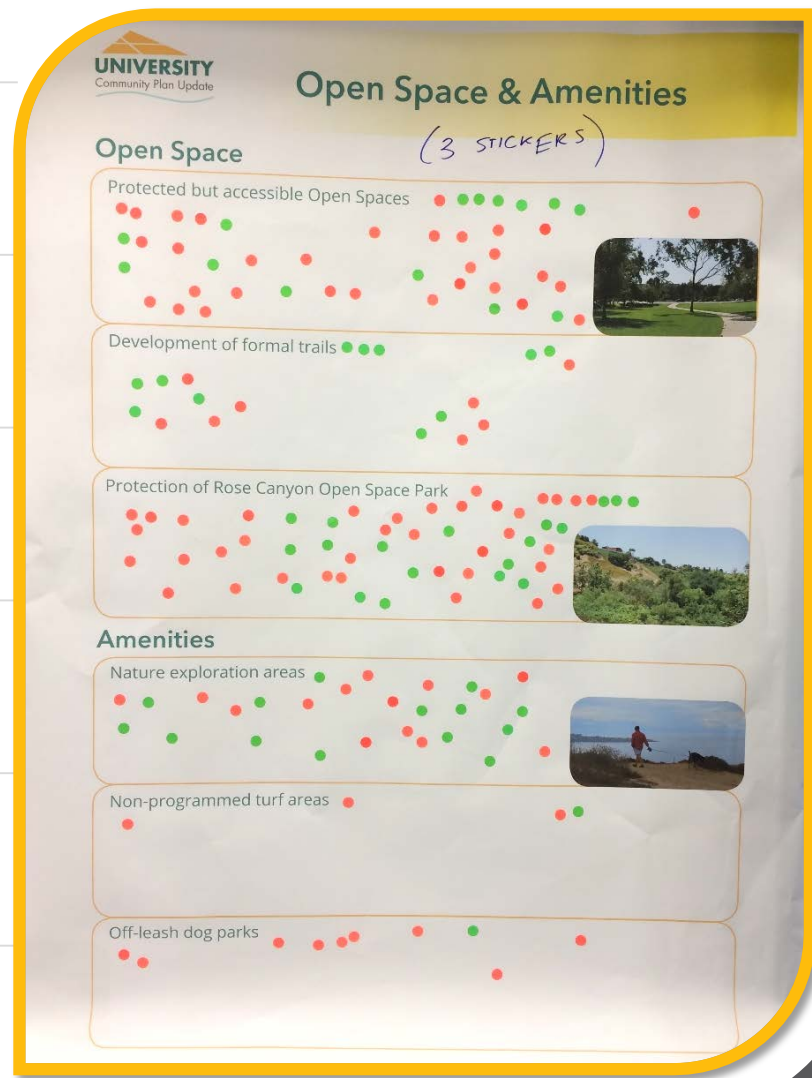 UNIVERSITY
Community Plan Update
Open Space & Amenities
(3 STICKERS)
Open Space
Protected but accessible Open Spaces
Development of formal trails
Protection of Rose Canyon Open Space Park
Amenities
Nature exploration areas
Non-programmed turf areas
Off-leash dog parks